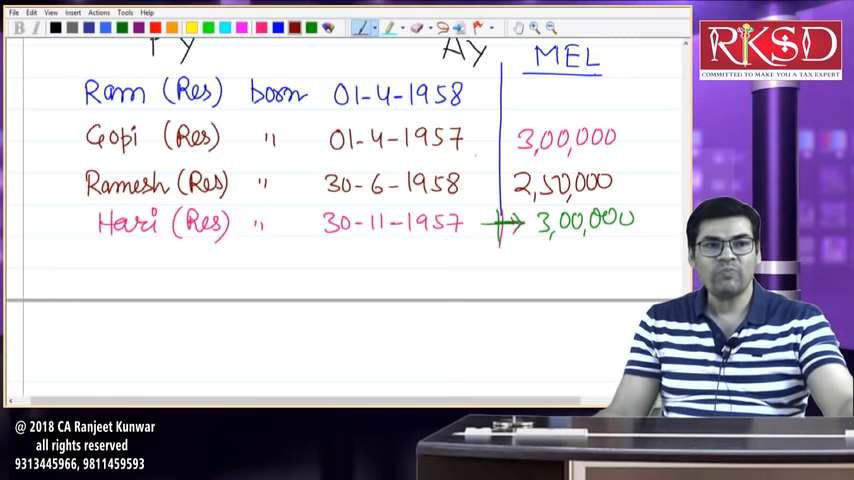 File Edit View Insert Actions Tools Help
B I
PY AY MEL
Ram (Res) born 01-4-1958
Gopi (Res) " 01-4-1957 3,00,000
Ramesh (Res) " 30-6-1958 2,50,000
Hari (Res) " 30-11-1957 → 3,00,000
RKSD
COMMITTED TO MAKE YOU A TAX EXPERT
@ 2018 CA Ranjeet Kunwar
all rights reserved
9313445966, 9811459593